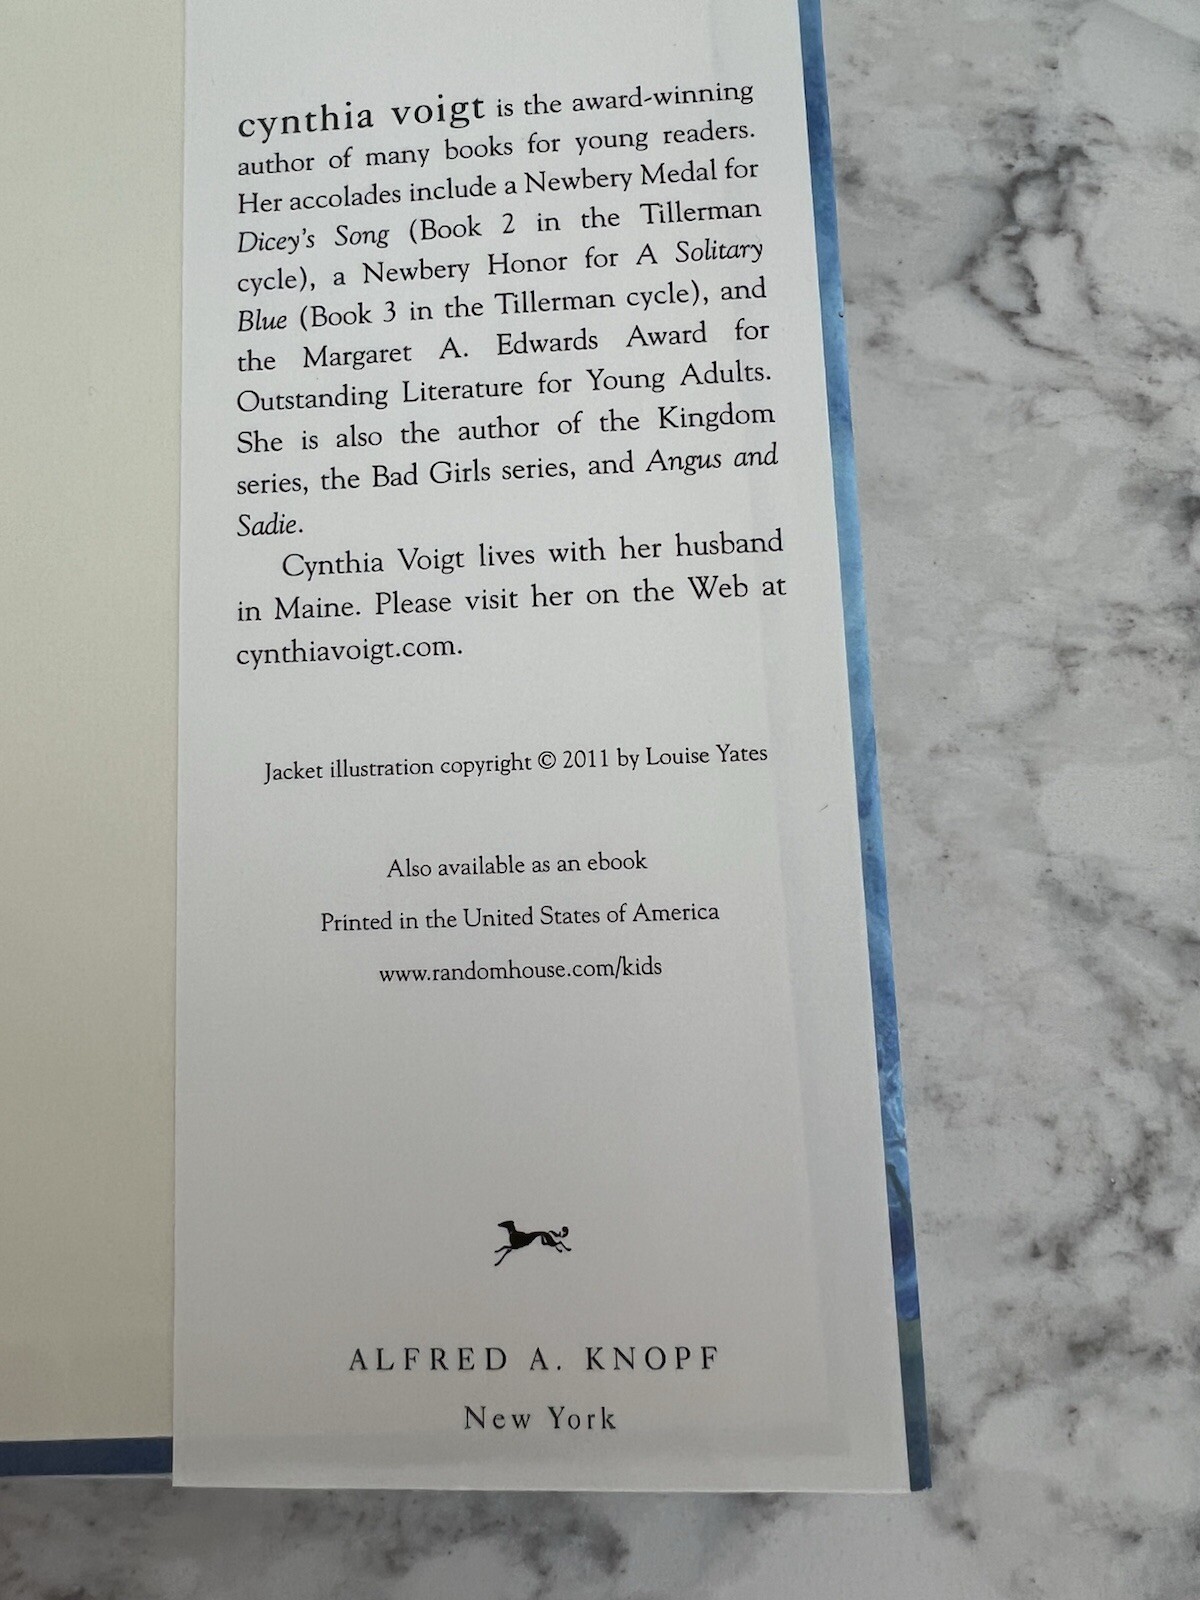 cynthia voigt is the award-winning
author of many books for young readers.
Her accolades include a Newbery Medal for
Dicey's Song (Book 2 in the Tillerman
cycle), a Newbery Honor for A Solitary
Blue (Book 3 in the Tillerman cycle), and
the Margaret A. Edwards Award for
Outstanding Literature for Young Adults.
She is also the author of the Kingdom
series, the Bad Girls series, and Angus and
Sadie.
Cynthia Voigt lives with her husband
in Maine. Please visit her on the Web at
cynthiavoigt.com.
Jacket illustration copyright © 2011 by Louise Yates
Also available as an ebook
Printed in the United States of America
www.randomhouse.com/kids
ALFRED A. KNOPF
New York